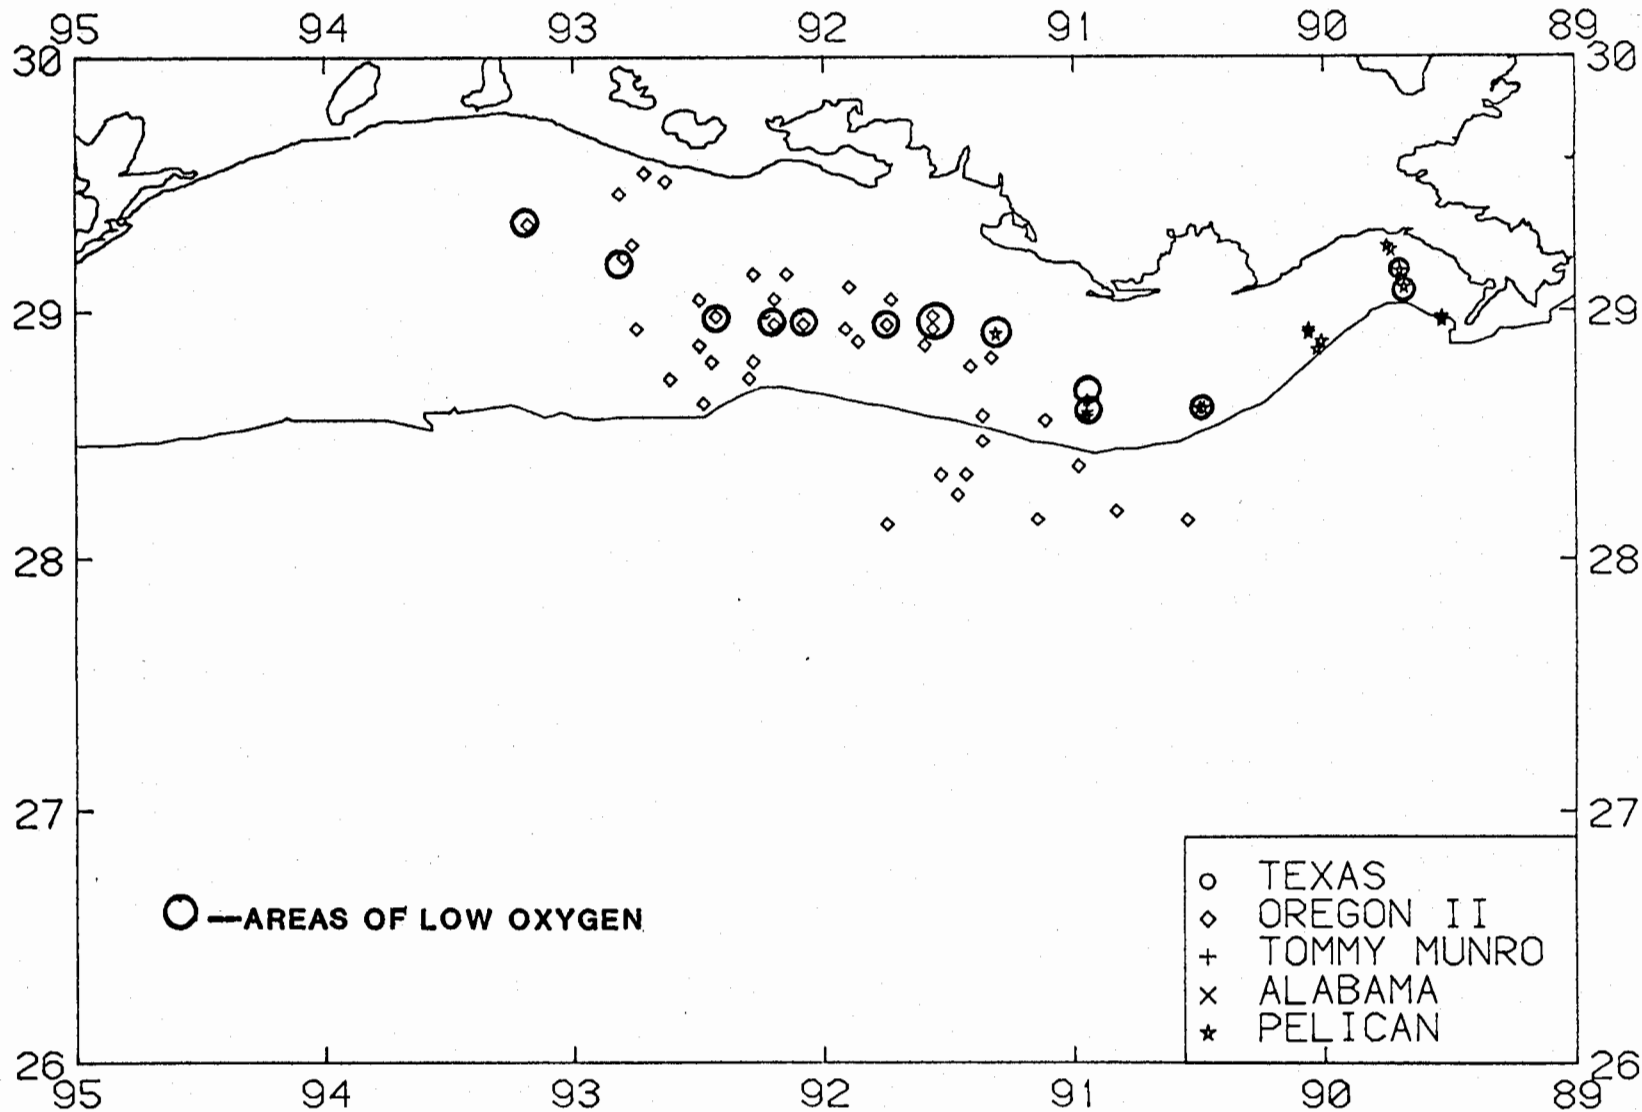 95 94 93 92 91 90 89
30 30
29 29
28 28
27 27
TEXAS
OREGON II
—AREAS OF LOW OXYGEN
TOMMY MUNRO
ALABAMA
PELICAN
26 26
95 94 93 92 91 90 89